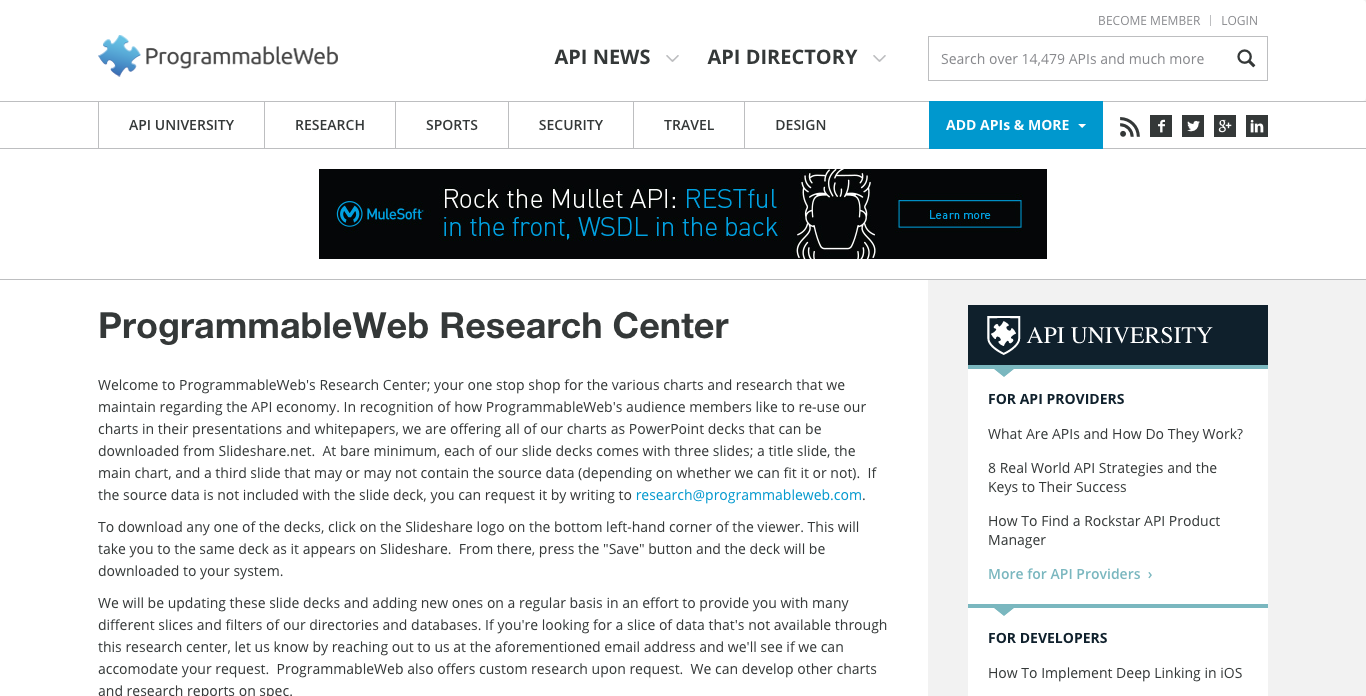 BECOME MEMBER | LOGIN
ProgrammableWeb
API NEWS
API DIRECTORY
Search over 14,479 APIs and much more
API UNIVERSITY
RESEARCH
SPORTS
SECURITY
TRAVEL
DESIGN
ADD APIs & MORE
MuleSoft
Rock the Mullet API: RESTful
in the front, WSDL in the back
Learn more
ProgrammableWeb Research Center
Welcome to ProgrammableWeb's Research Center; your one stop shop for the various charts and research that we
maintain regarding the API economy. In recognition of how ProgrammableWeb's audience members like to re-use our
charts in their presentations and whitepapers, we are offering all of our charts as PowerPoint decks that can be
downloaded from Slideshare.net.  At bare minimum, each of our slide decks comes with three slides; a title slide, the
main chart, and a third slide that may or may not contain the source data (depending on whether we can fit it or not).  If
the source data is not included with the slide deck, you can request it by writing to research@programmableweb.com.
To download any one of the decks, click on the Slideshare logo on the bottom left-hand corner of the viewer. This will
take you to the same deck as it appears on Slideshare.  From there, press the "Save" button and the deck will be
downloaded to your system.
We will be updating these slide decks and adding new ones on a regular basis in an effort to provide you with many
different slices and filters of our directories and databases. If you're looking for a slice of data that's not available through
this research center, let us know by reaching out to us at the aforementioned email address and we'll see if we can
accomodate your request.  ProgrammableWeb also offers custom research upon request.  We can develop other charts
and research reports on spec.
API UNIVERSITY
FOR API PROVIDERS
What Are APIs and How Do They Work?
8 Real World API Strategies and the
Keys to Their Success
How To Find a Rockstar API Product
Manager
More for API Providers ›
FOR DEVELOPERS
How To Implement Deep Linking in iOS